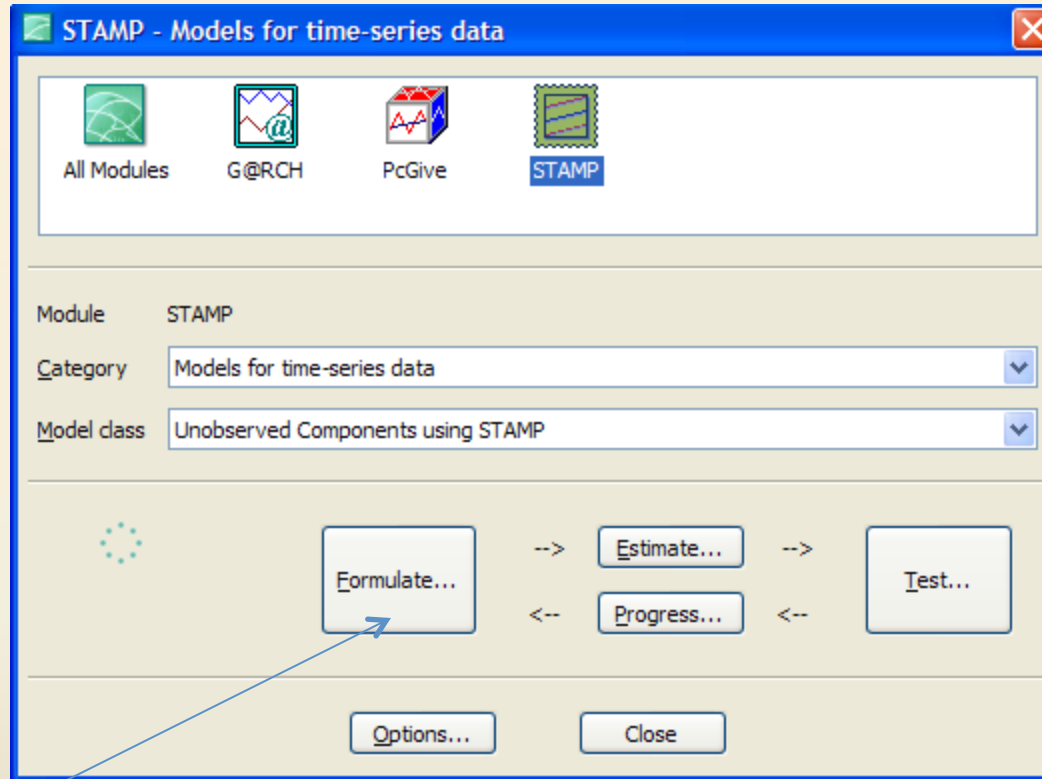 STAMP - Models for time-series data
All Modules G@RCH PcGive STAMP
Module STAMP
Category Models for time-series data
Model class Unobserved Components using STAMP
Formulate... --> Estimate... --> Test...
<-- Progress... <--
Options... Close